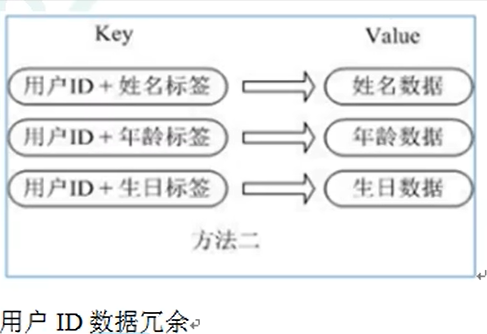 Key Value
用户ID + 姓名标签 姓名数据
用户ID + 年龄标签 年龄数据
用户ID + 生日标签 生日数据
方法二
用户 ID 数据冗余